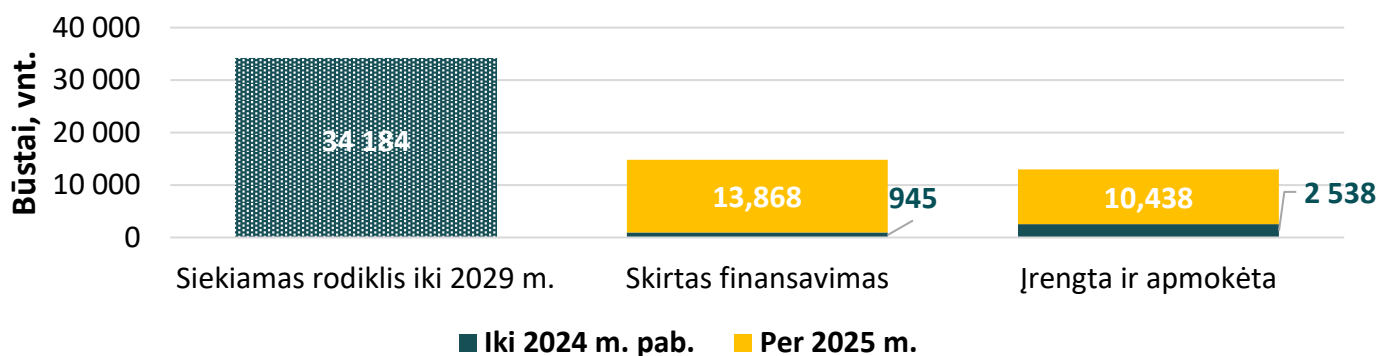 Būstai, vnt.
40 000
30 000
20 000
10 000
0
34 184
13,868
945
10,438
2 538
Siekiamas rodiklis iki 2029 m.
Skirtas finansavimas
Įrengta ir apmokėta
Iki 2024 m. pab.
Per 2025 m.